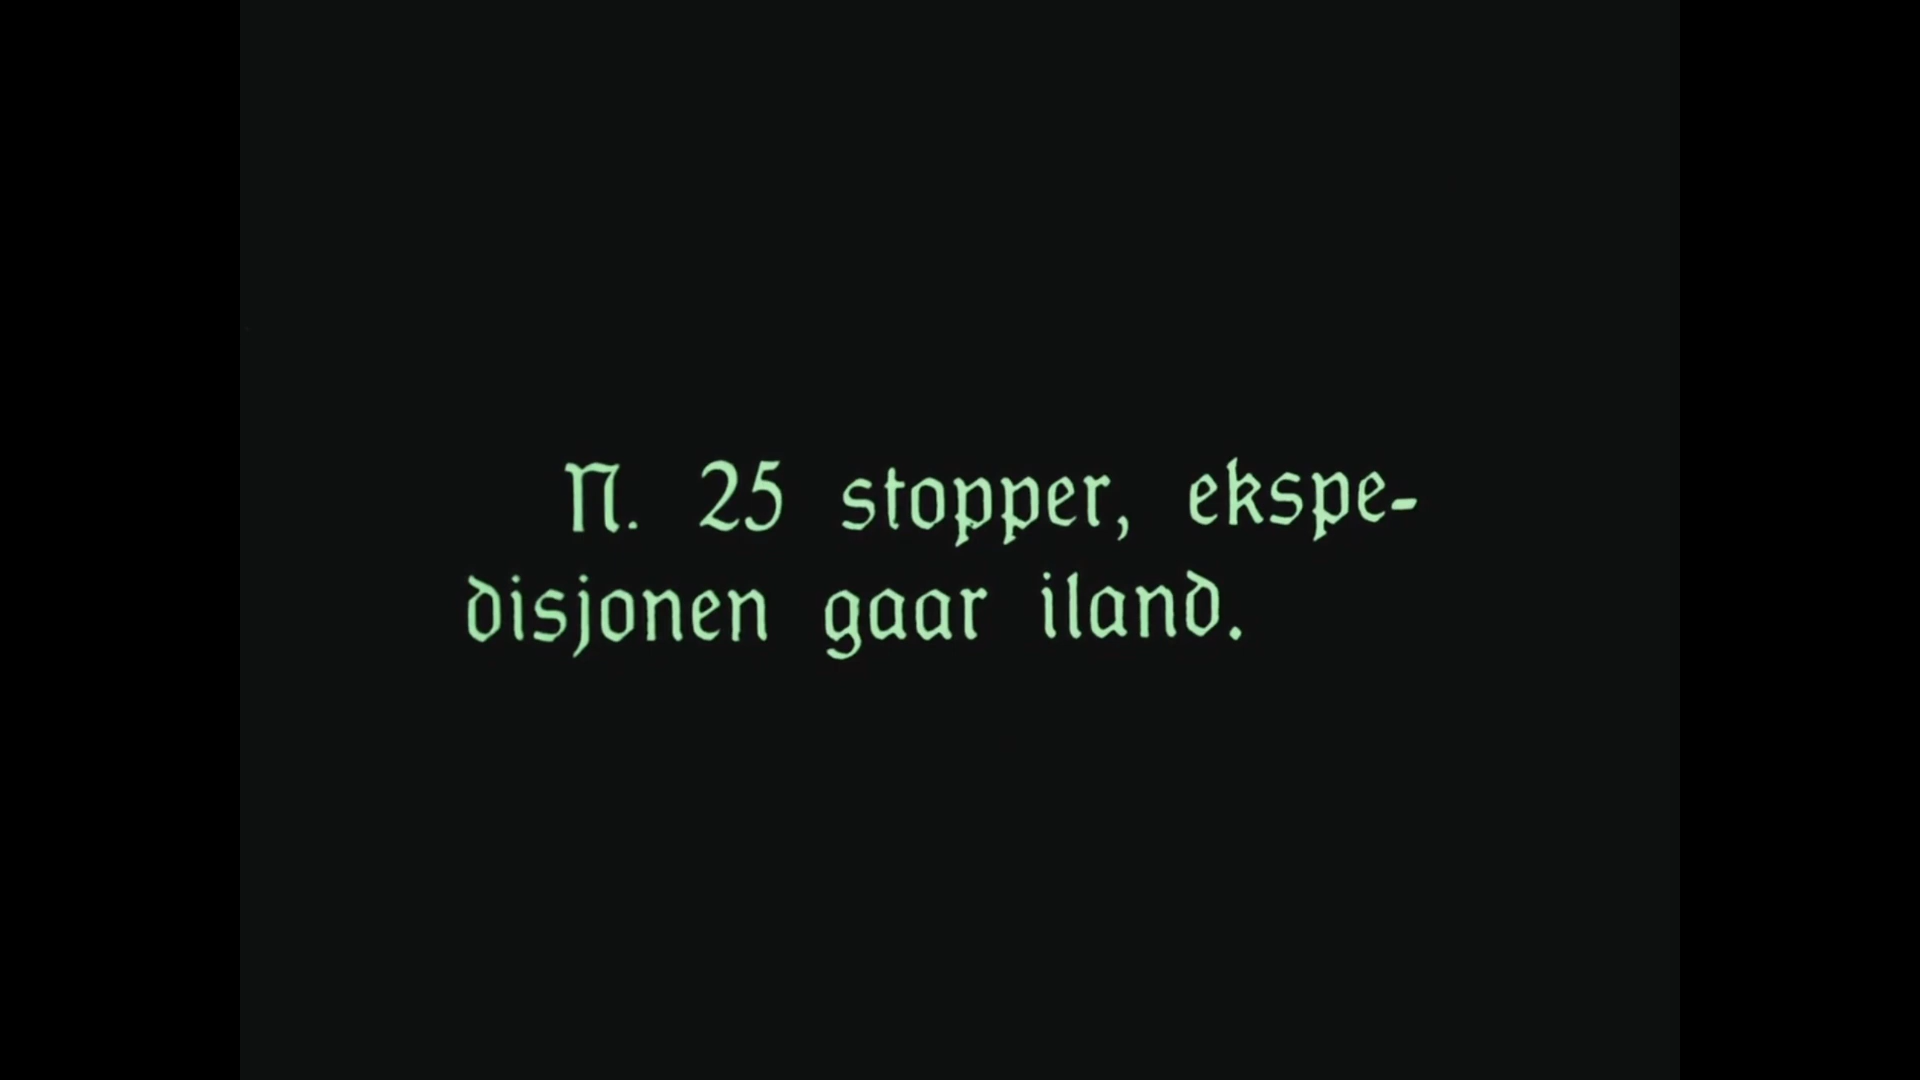 N. 25 stopper, ekspe-
disjonen gaar iland.